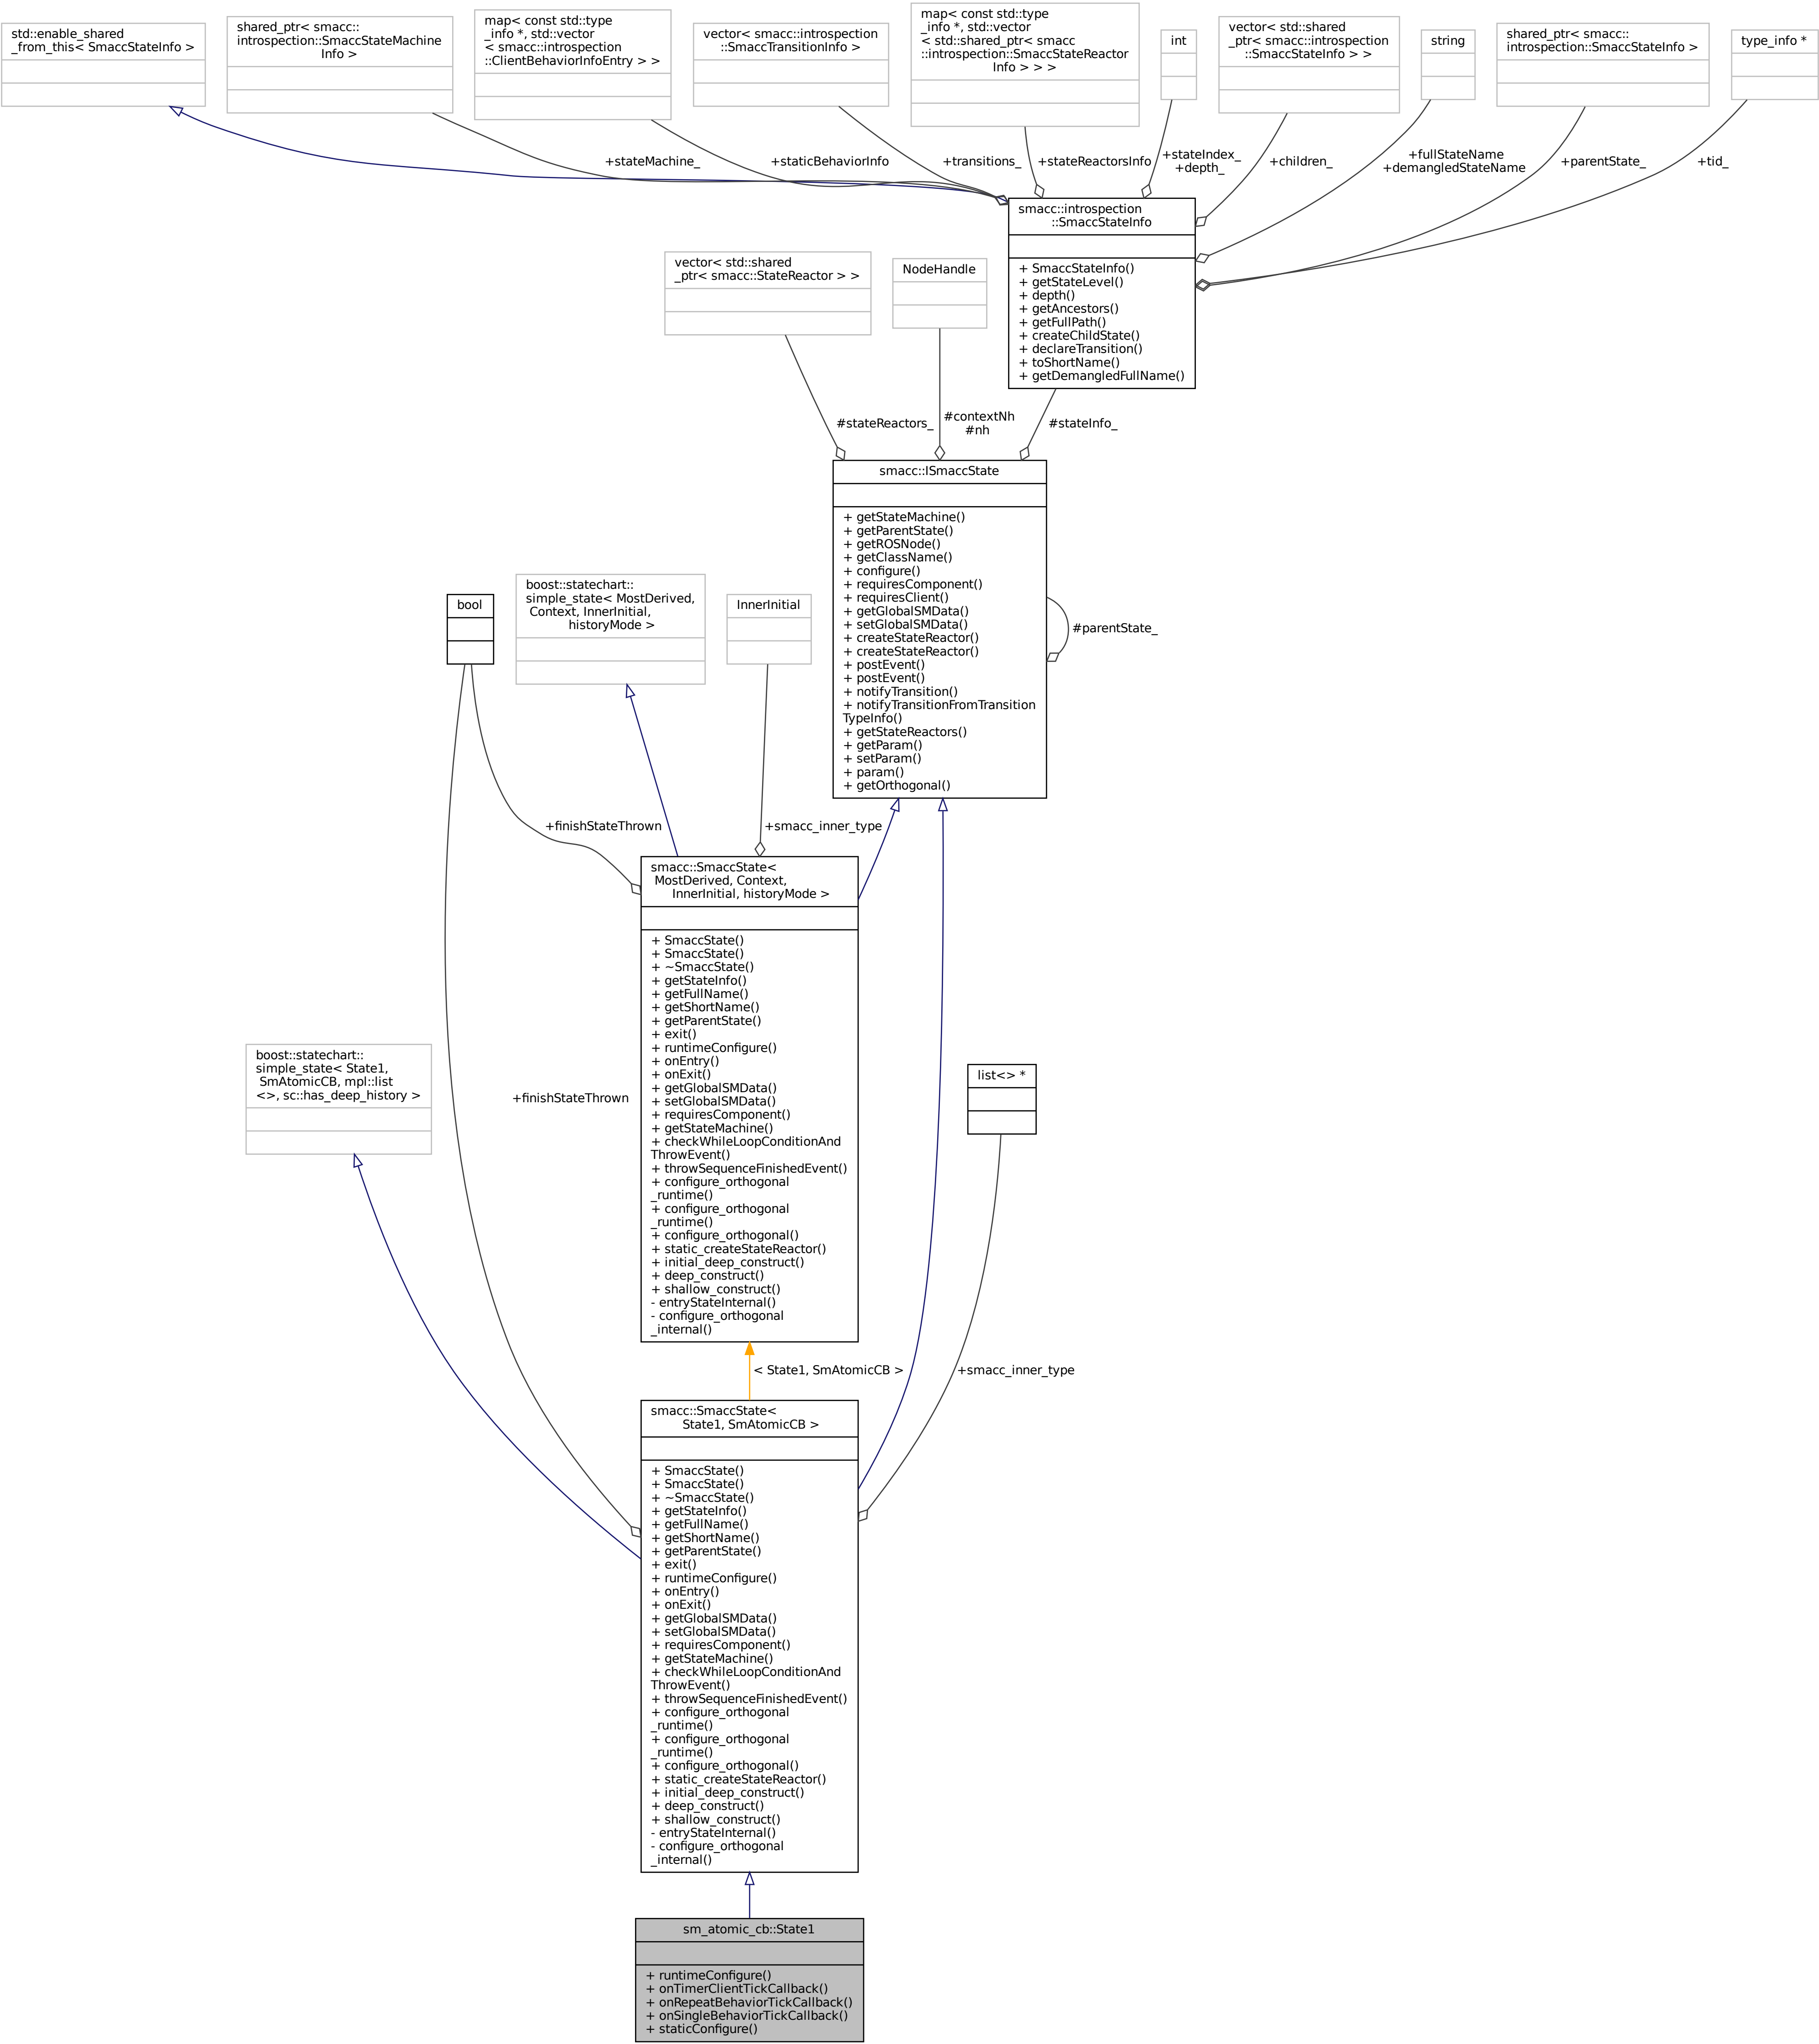 std::enable_shared
_from_this< SmaccStateInfo >
shared_ptr< smacc::
introspection::SmaccStateMachine
Info >
map< const std::type
_info *, std::vector
< smacc::introspection
::ClientBehaviorInfoEntry > >
vector< smacc::introspection
::SmaccTransitionInfo >
map< const std::type
_info *, std::vector
< std::shared_ptr< smacc
::introspection::SmaccStateReactor
Info > > >
int
vector< std::shared
_ptr< smacc::introspection
::SmaccStateInfo > >
string
shared_ptr< smacc::
introspection::SmaccStateInfo >
type_info *
+stateMachine_
+staticBehaviorInfo
+transitions_
+stateReactorsInfo
+stateIndex_
+depth_
+children_
+fullStateName
+demangledStateName
+parentState_
+tid_
smacc::introspection
::SmaccStateInfo
+ SmaccStateInfo()
+ getStateLevel()
+ depth()
+ getAncestors()
+ getFullPath()
+ createChildState()
+ declareTransition()
+ toShortName()
+ getDemangledFullName()
vector< std::shared
_ptr< smacc::StateReactor > >
NodeHandle
#stateReactors_
#contextNh
#nh
#stateInfo_
smacc::ISmaccState
+ getStateMachine()
+ getParentState()
+ getROSNode()
+ getClassName()
+ configure()
+ requiresComponent()
+ requiresClient()
+ getGlobalSMData()
+ setGlobalSMData()
+ createStateReactor()
+ createStateReactor()
+ postEvent()
+ postEvent()
+ notifyTransition()
+ notifyTransitionFromTransition
TypeInfo()
+ getStateReactors()
+ getParam()
+ setParam()
+ param()
+ getOrthogonal()
#parentState_
bool
boost::statechart::
simple_state< MostDerived,
Context, InnerInitial,
historyMode >
InnerInitial
+finishStateThrown
+smacc_inner_type
smacc::SmaccState<
MostDerived, Context,
InnerInitial, historyMode >
+ SmaccState()
+ SmaccState()
+ ~SmaccState()
+ getStateInfo()
+ getFullName()
+ getShortName()
+ getParentState()
+ exit()
+ runtimeConfigure()
+ onEntry()
+ onExit()
+ getGlobalSMData()
+ setGlobalSMData()
+ requiresComponent()
+ getStateMachine()
+ checkWhileLoopConditionAnd
ThrowEvent()
+ throwSequenceFinishedEvent()
+ configure_orthogonal
_runtime()
+ configure_orthogonal
_runtime()
+ configure_orthogonal()
+ static_createStateReactor()
+ initial_deep_construct()
+ deep_construct()
+ shallow_construct()
- entryStateInternal()
- configure_orthogonal
_internal()
boost::statechart::
simple_state< State1,
SmAtomicCB, mpl::list
<>, sc::has_deep_history >
+finishStateThrown
list<> *
< State1, SmAtomicCB >
+smacc_inner_type
smacc::SmaccState<
State1, SmAtomicCB >
+ SmaccState()
+ SmaccState()
+ ~SmaccState()
+ getStateInfo()
+ getFullName()
+ getShortName()
+ getParentState()
+ exit()
+ runtimeConfigure()
+ onEntry()
+ onExit()
+ getGlobalSMData()
+ setGlobalSMData()
+ requiresComponent()
+ getStateMachine()
+ checkWhileLoopConditionAnd
ThrowEvent()
+ throwSequenceFinishedEvent()
+ configure_orthogonal
_runtime()
+ configure_orthogonal
_runtime()
+ configure_orthogonal()
+ static_createStateReactor()
+ initial_deep_construct()
+ deep_construct()
+ shallow_construct()
- entryStateInternal()
- configure_orthogonal
_internal()
sm_atomic_cb::State1
+ runtimeConfigure()
+ onTimerClientTickCallback()
+ onRepeatBehaviorTickCallback()
+ onSingleBehaviorTickCallback()
+ staticConfigure()